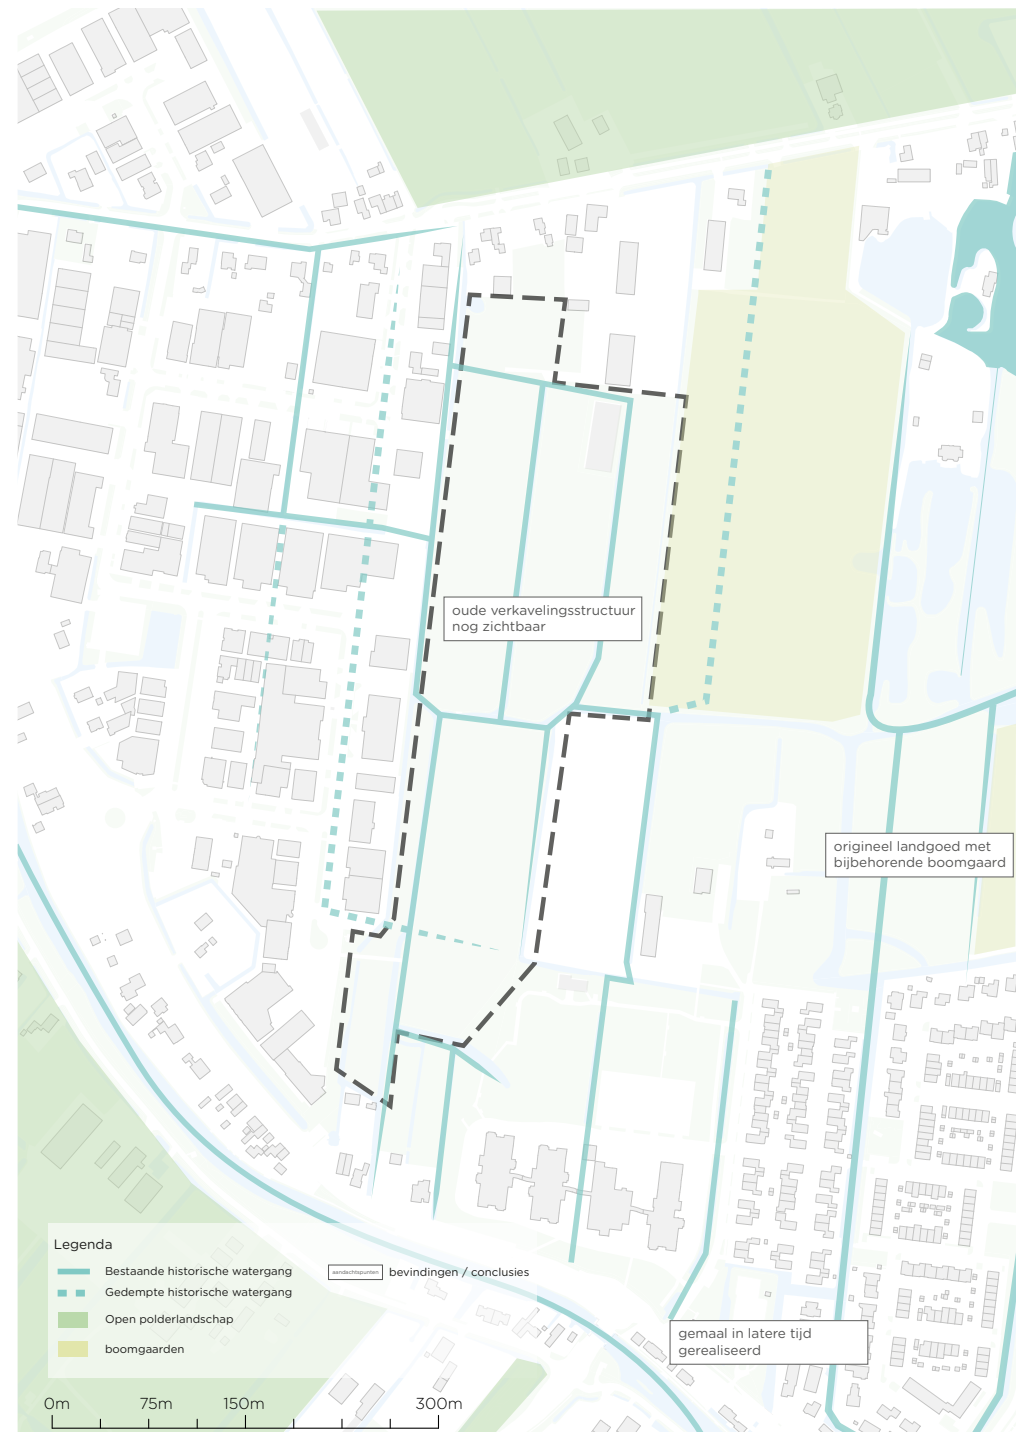 oude verkavelingsstructuur
nog zichtbaar
origineel landgoed met
bijbehorende boomgaard
gemaal in latere tijd
gerealiseerd
Legenda
Bestaande historische watergang
Gedempte historische watergang
Open polderlandschap
boomgaarden
aandachtspunten bevindingen / conclusies
0m 75m 150m 300m